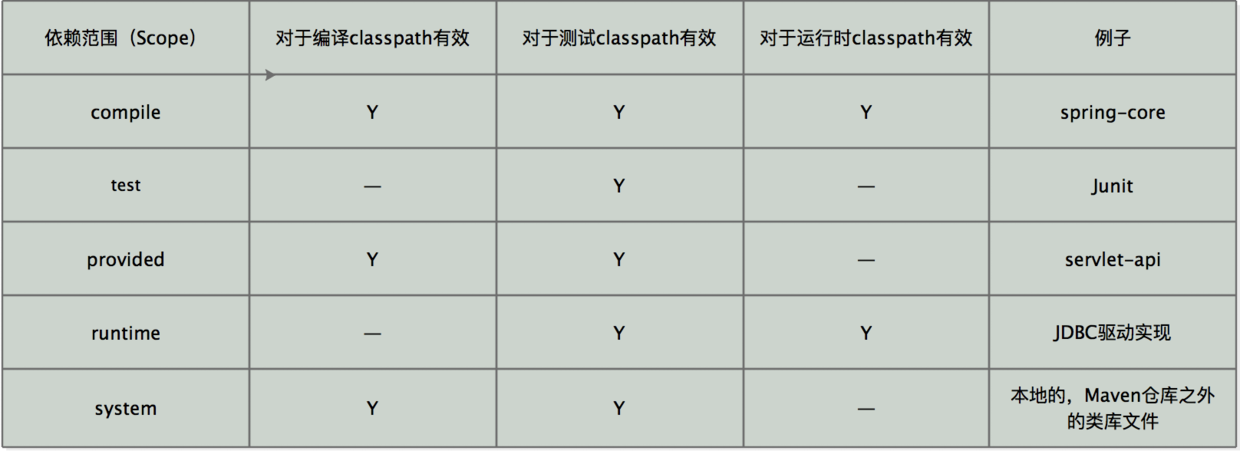 依赖范围（Scope） 对于编译classpath有效 对于测试classpath有效 对于运行时classpath有效 例子
compile Y Y Y spring-core
test — Y — Junit
provided Y Y — servlet-api
runtime — Y Y JDBC驱动实现
system Y Y — 本地的，Maven仓库之外
的类库文件